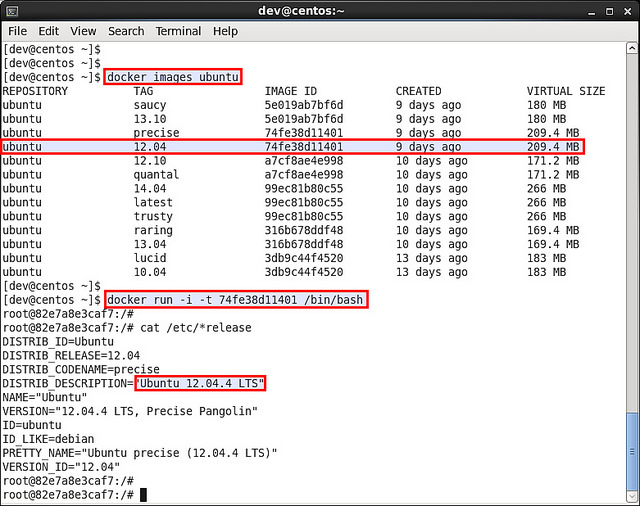 dev@centos:~
File Edit View Search Terminal Help
[dev@centos ~]$
[dev@centos ~]$
[dev@centos ~]$ docker images ubuntu
REPOSITORY TAG IMAGE ID CREATED VIRTUAL SIZE
ubuntu saucy 5e019ab7bf6d 9 days ago 180 MB
ubuntu 13.10 5e019ab7bf6d 9 days ago 180 MB
ubuntu precise 74fe38d11401 9 days ago 209.4 MB
ubuntu 12.04 74fe38d11401 9 days ago 209.4 MB
ubuntu 12.10 a7cf8ae4e998 10 days ago 171.2 MB
ubuntu quantal a7cf8ae4e998 10 days ago 171.2 MB
ubuntu 14.04 99ec81b80c55 10 days ago 266 MB
ubuntu latest 99ec81b80c55 10 days ago 266 MB
ubuntu trusty 99ec81b80c55 10 days ago 266 MB
ubuntu raring 316b678ddf48 10 days ago 169.4 MB
ubuntu 13.04 316b678ddf48 10 days ago 169.4 MB
ubuntu lucid 3db9c44f4520 13 days ago 183 MB
ubuntu 10.04 3db9c44f4520 13 days ago 183 MB
[dev@centos ~]$
[dev@centos ~]$ docker run -i -t 74fe38d11401 /bin/bash
root@82e7a8e3caf7:/#
root@82e7a8e3caf7:/# cat /etc/*release
DISTRIB_ID=Ubuntu
DISTRIB_RELEASE=12.04
DISTRIB_CODENAME=precise
DISTRIB_DESCRIPTION="Ubuntu 12.04.4 LTS"
NAME="Ubuntu"
VERSION="12.04.4 LTS, Precise Pangolin"
ID=ubuntu
ID_LIKE=debian
PRETTY_NAME="Ubuntu precise (12.04.4 LTS)"
VERSION_ID="12.04"
root@82e7a8e3caf7:/#
root@82e7a8e3caf7:/#